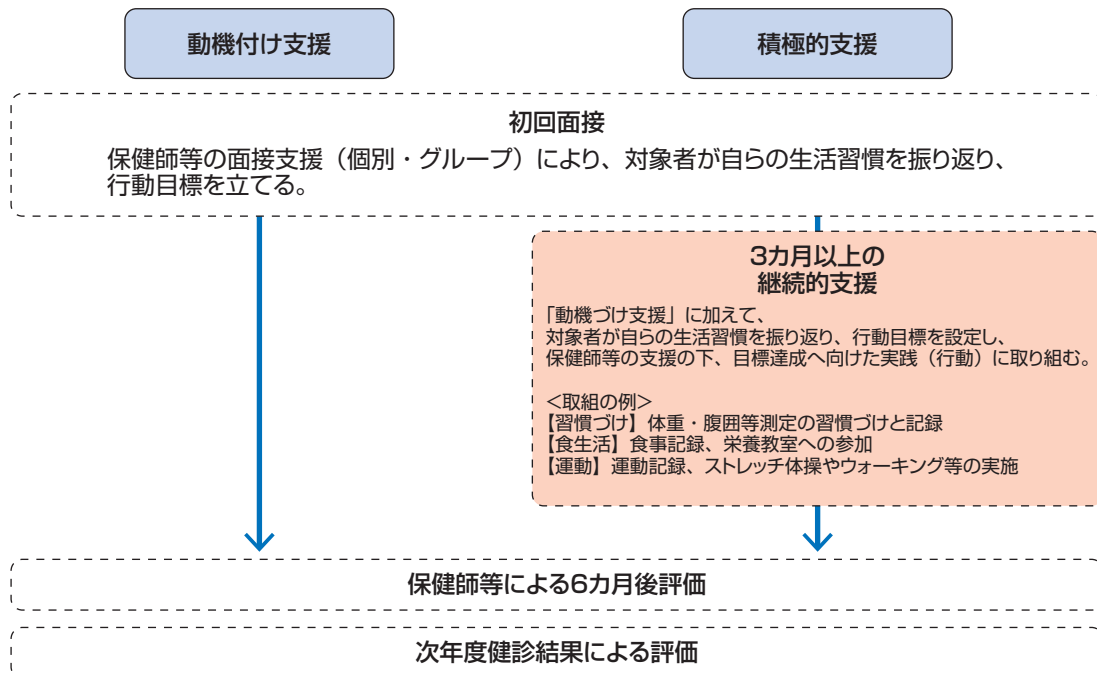 動機付け支援
積極的支援
初回面接
保健師等の面接支援（個別・グループ）により、対象者が自らの生活習慣を振り返り、
行動目標を立てる。
3カ月以上の
継続的支援
「動機づけ支援」に加えて、
対象者が自らの生活習慣を振り返り、行動目標を設定し、
保健師等の支援の下、目標達成へ向けた実践（行動）に取り組む。
＜取組の例＞
【習慣づけ】体重・腹囲等測定の習慣づけと記録
【食生活】食事記録、栄養教室への参加
【運動】運動記録、ストレッチ体操やウォーキング等の実施
保健師等による6カ月後評価
次年度健診結果による評価